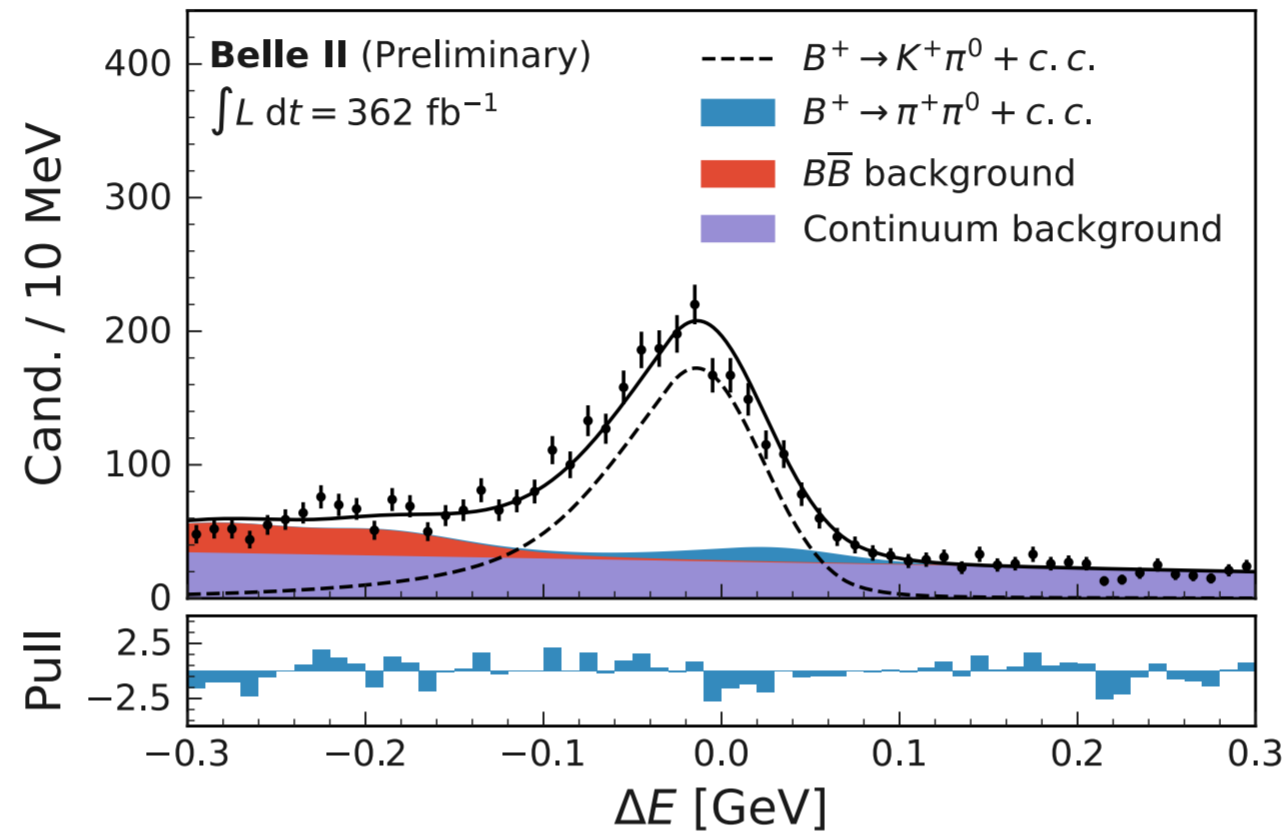 Cand. / 10 MeV
400
300
200
100
0
Belle II (Preliminary)
∫L dt = 362 fb⁻¹
B⁺ → K⁺π⁰ + c.c.
B⁺ → π⁺π⁰ + c.c.
BB̅ background
Continuum background
Pull
2.5
−2.5
−0.3 −0.2 −0.1 0.0 0.1 0.2 0.3
ΔE [GeV]